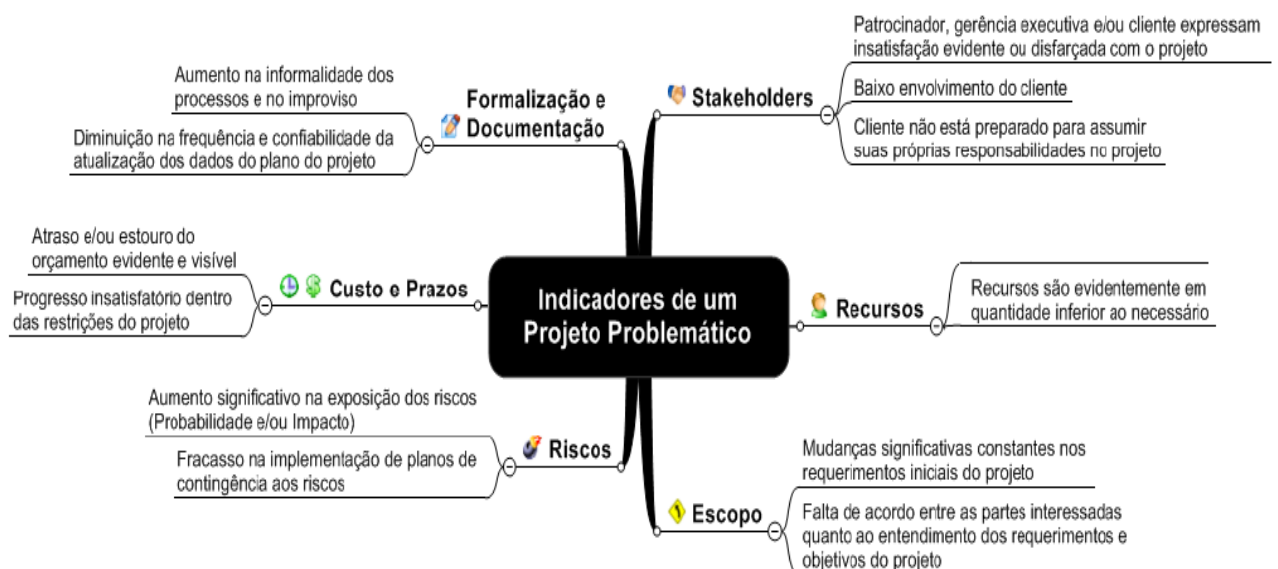 Indicadores de um
Projeto Problemático
Stakeholders
Patrocinador, gerência executiva e/ou cliente expressam
insatisfação evidente ou disfarçada com o projeto
Baixo envolvimento do cliente
Cliente não está preparado para assumir
suas próprias responsabilidades no projeto
Recursos
Recursos são evidentemente em
quantidade inferior ao necessário
Escopo
Mudanças significativas constantes nos
requerimentos iniciais do projeto
Falta de acordo entre as partes interessadas
quanto ao entendimento dos requerimentos e
objetivos do projeto
Formalização e
Documentação
Aumento na informalidade dos
processos e no improviso
Diminuição na frequência e confiabilidade da
atualização dos dados do plano do projeto
Custo e Prazos
Atraso e/ou estouro do
orçamento evidente e visível
Progresso insatisfatório dentro
das restrições do projeto
Riscos
Aumento significativo na exposição dos riscos
(Probabilidade e/ou Impacto)
Fracasso na implementação de planos de
contingência aos riscos